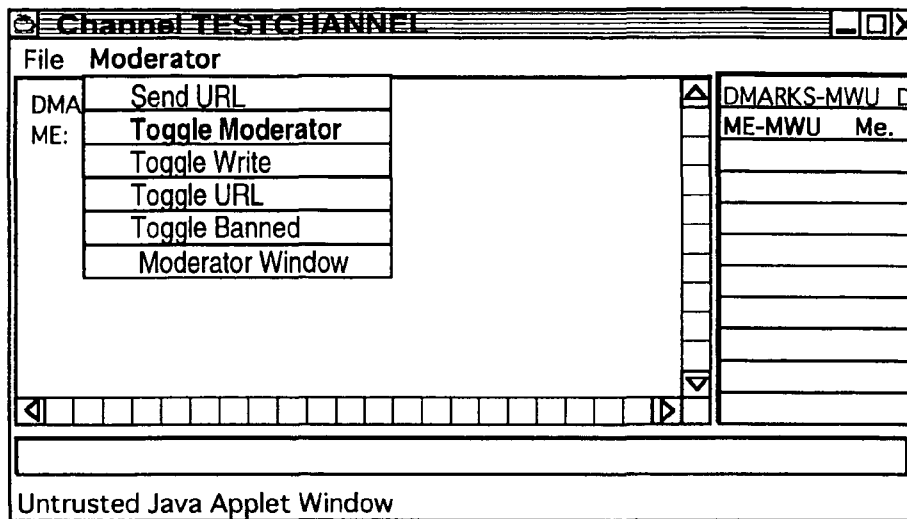 Channel TESTCHANNEL
File Moderator
DMA
ME:
Send URL
Toggle Moderator
Toggle Write
Toggle URL
Toggle Banned
Moderator Window
DMARKS-MWU D
ME-MWU Me.
Untrusted Java Applet Window